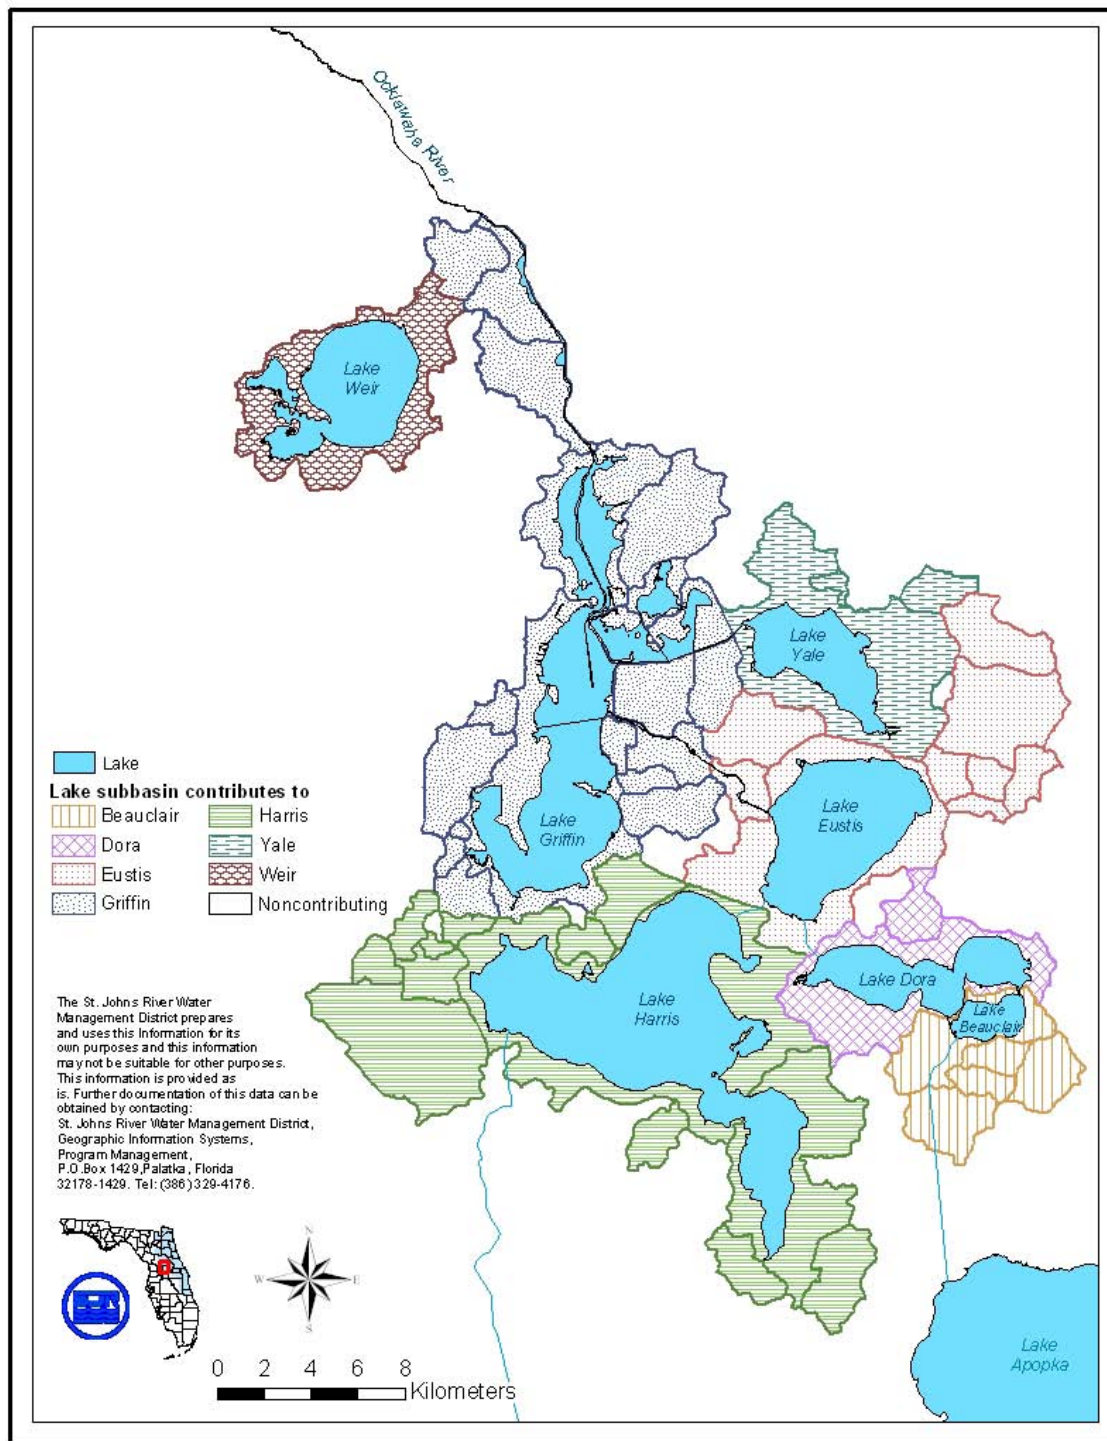 Ocklawaha River
Lake
Weir
Lake
Yale
Lake
Lake
Eustis
Lake subbasin contributes to
Beauclair
Harris
Dora
Yale
Eustis
Weir
Griffin
Noncontributing
Lake
Griffin
Lake Dora
Lake
Beauclair
Lake
Harris
The St. Johns River Water
Management District prepares
and uses this Information for its
own purposes and this information
may not be suitable for other purposes.
This information is provided as
is. Further documentation of this data can be
obtained by contacting:
St. Johns River Water Management District,
Geographic Information Systems,
Program Management,
P.O.Box 1429,Palatka, Florida
32178-1429. Tel: (386) 329-4176.
N
W E
S
0 2 4 6 8
Kilometers
Lake
Apopka